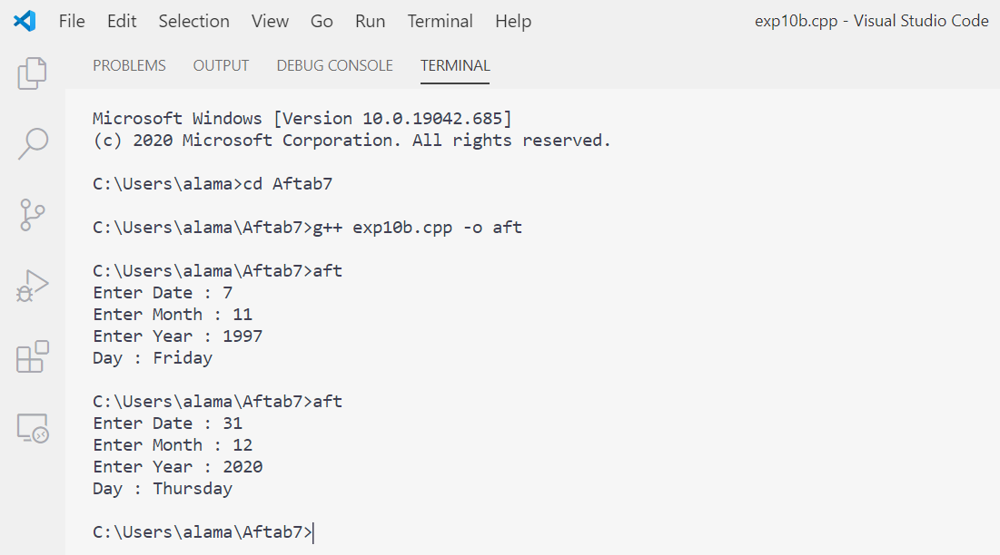 File Edit Selection View Go Run Terminal Help exp10b.cpp - Visual Studio Code
PROBLEMS OUTPUT DEBUG CONSOLE TERMINAL
Microsoft Windows [Version 10.0.19042.685]
(c) 2020 Microsoft Corporation. All rights reserved.
C:\Users\alama>cd Aftab7
C:\Users\alama\Aftab7>g++ exp10b.cpp -o aft
C:\Users\alama\Aftab7>aft
Enter Date : 7
Enter Month : 11
Enter Year : 1997
Day : Friday
C:\Users\alama\Aftab7>aft
Enter Date : 31
Enter Month : 12
Enter Year : 2020
Day : Thursday
C:\Users\alama\Aftab7>